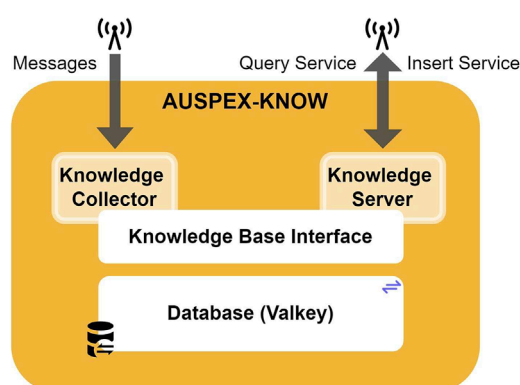 Messages
Query Service
Insert Service
AUSPEX-KNOW
Knowledge
Collector
Knowledge
Server
Knowledge Base Interface
Database (Valkey)